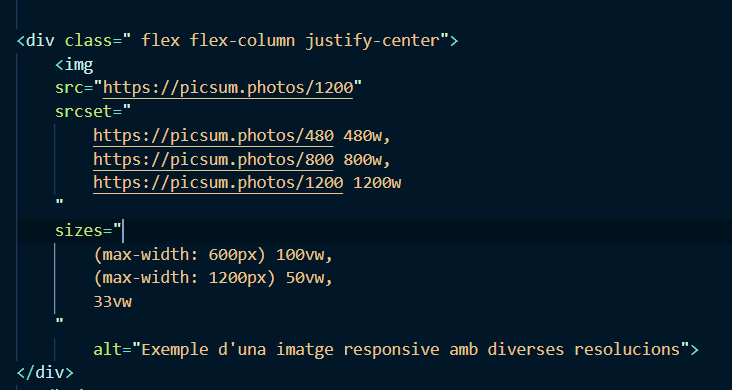 <div class=" flex flex-column justify-center">
<img
src="https://picsum.photos/1200"
srcset="
https://picsum.photos/480 480w,
https://picsum.photos/800 800w,
https://picsum.photos/1200 1200w
"
sizes="
(max-width: 600px) 100vw,
(max-width: 1200px) 50vw,
33vw
"
alt="Exemple d'una imatge responsive amb diverses resolucions">
</div>